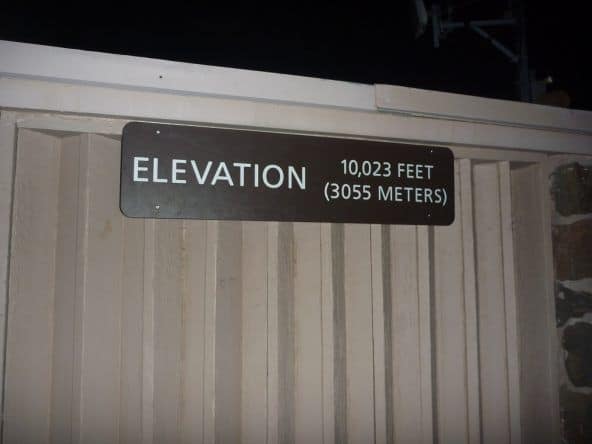 ELEVATION
10,023 FEET
(3055 METERS)